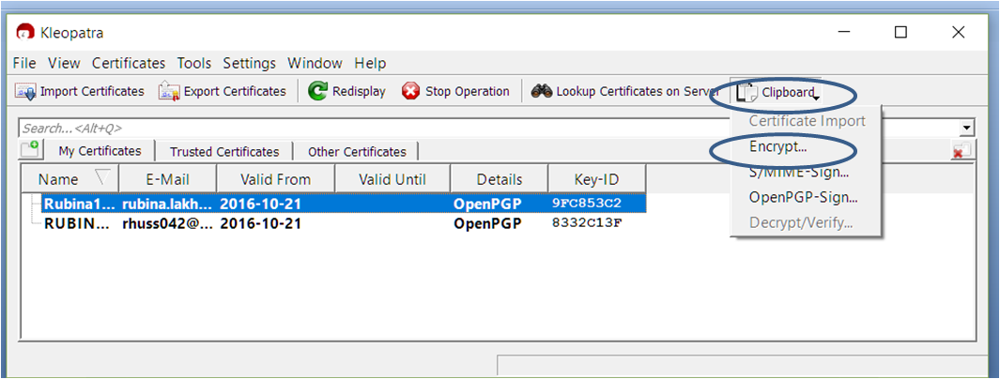 Kleopatra
File View Certificates Tools Settings Window Help
Import Certificates Export Certificates Redisplay Stop Operation Lookup Certificates on Server Clipboard
Search...<Alt+Q>
Certificate Import
My Certificates Trusted Certificates Other Certificates
Encrypt...
Name E-Mail Valid From Valid Until Details Key-ID
S/MIME-Sign...
Rubina1... rubina.lakh... 2016-10-21 OpenPGP 9FC853C2
OpenPGP-Sign...
RUBIN... rhuss042@... 2016-10-21 OpenPGP 8332C13F
Decrypt/Verify...